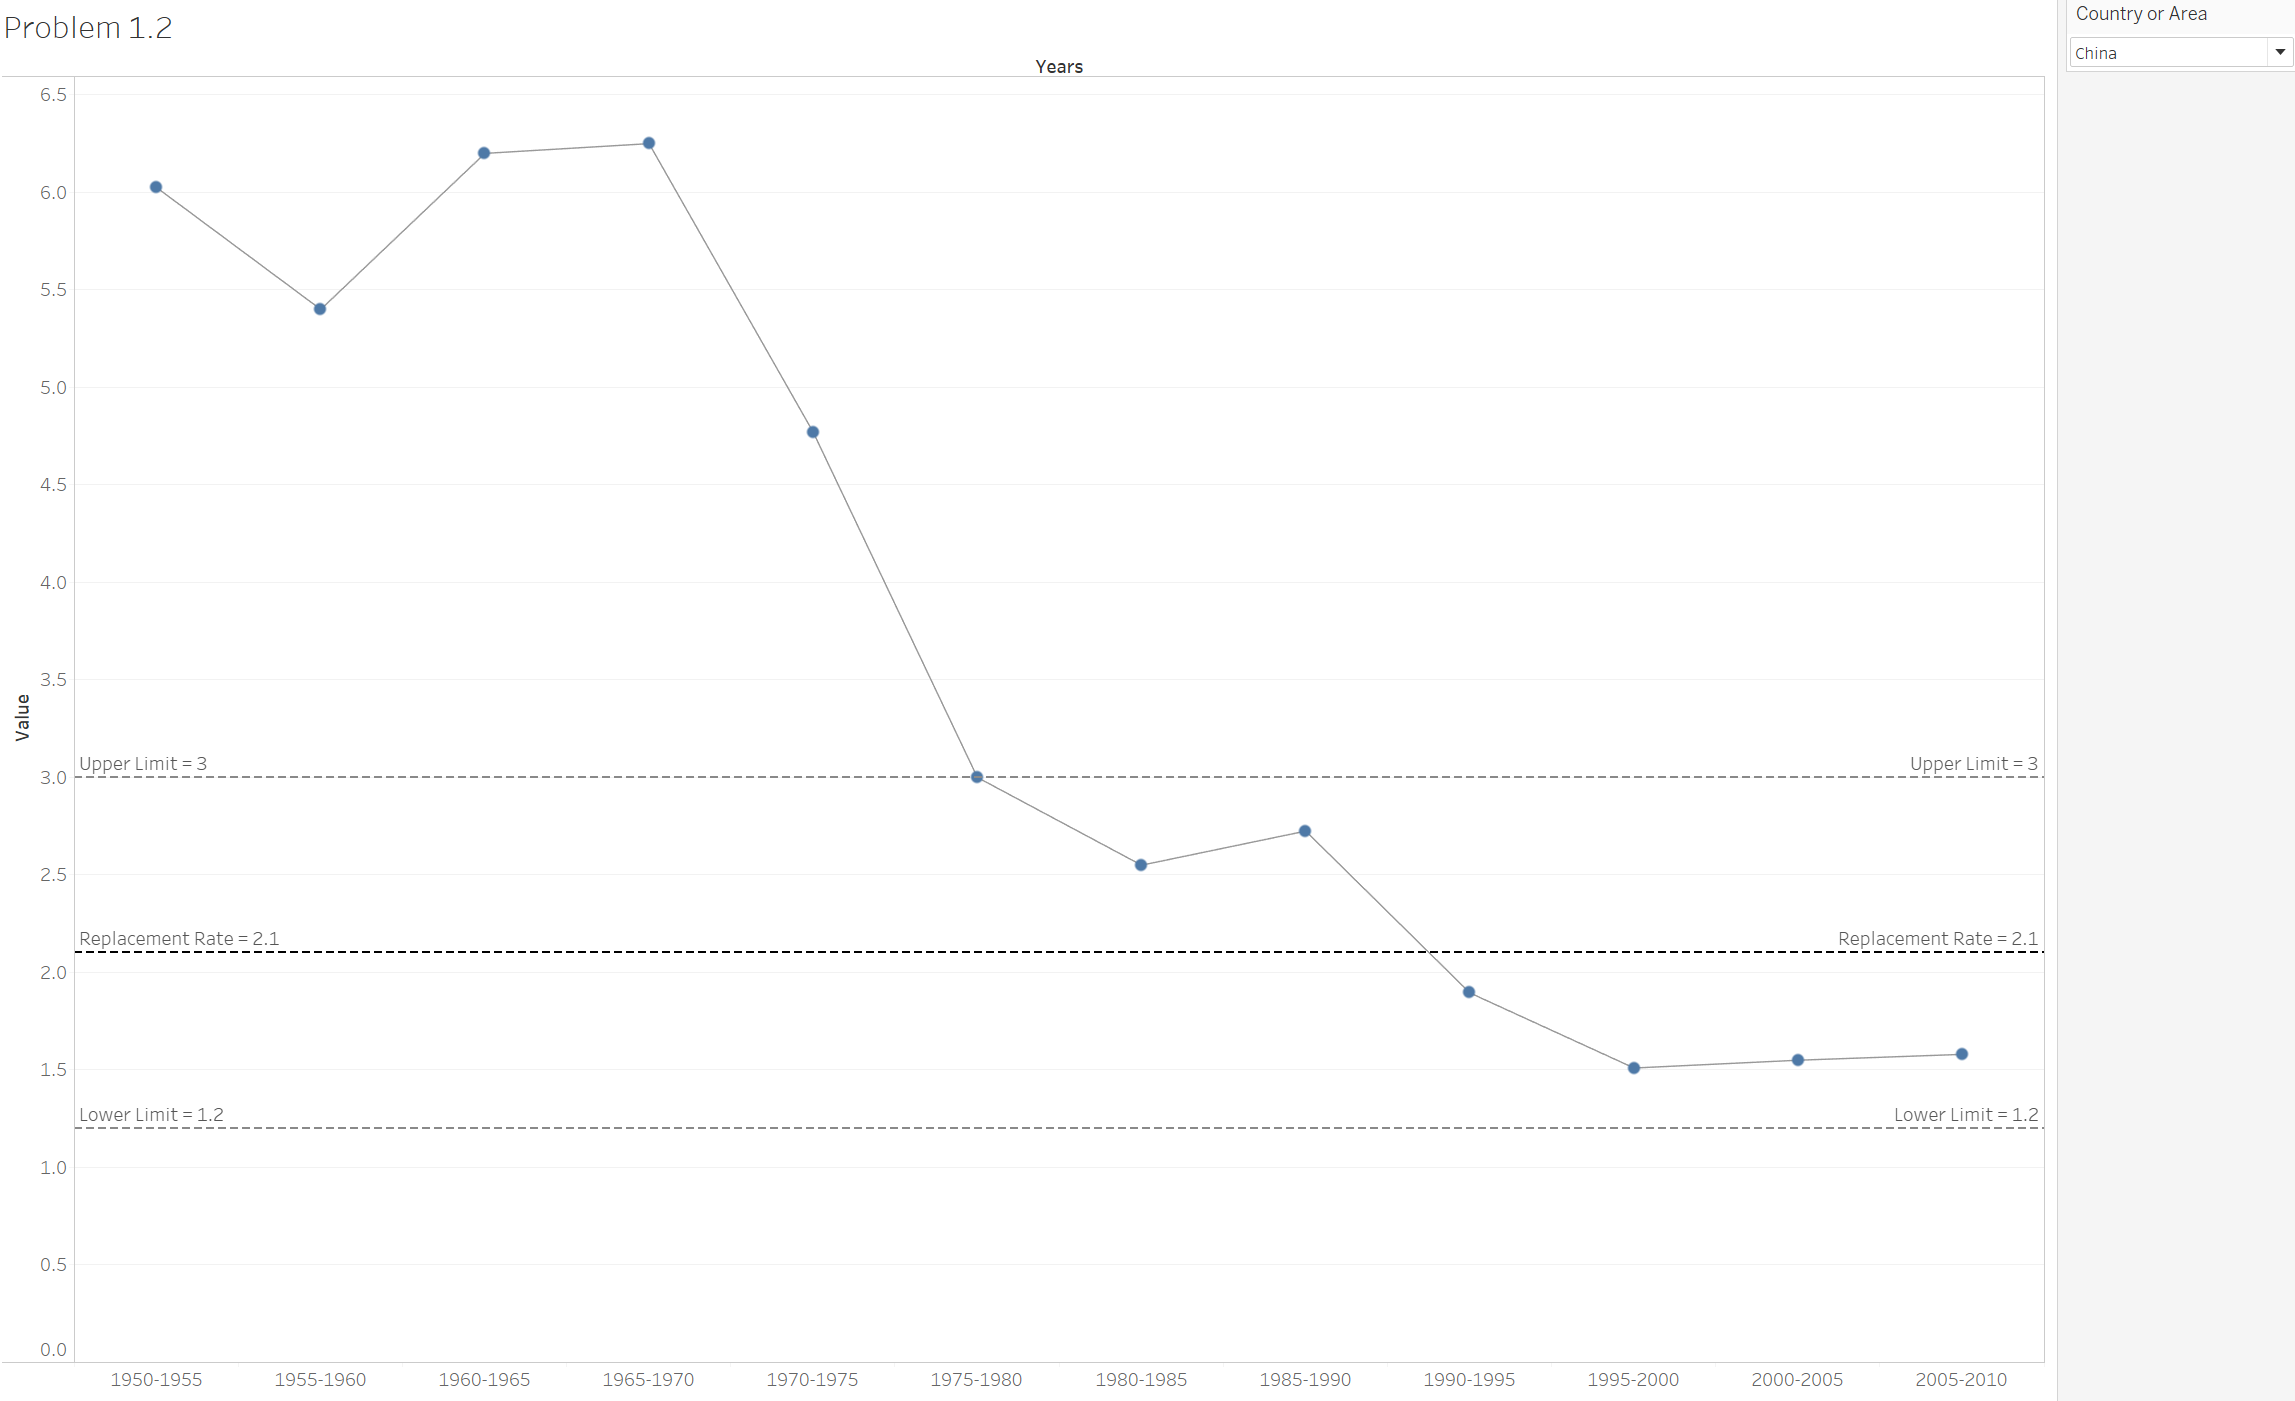 Problem 1.2
Country or Area
China
Years
6.5
6.0
5.5
5.0
4.5
4.0
3.5
Value
Upper Limit = 3
Upper Limit = 3
3.0
2.5
Replacement Rate = 2.1
Replacement Rate = 2.1
2.0
1.5
Lower Limit = 1.2
Lower Limit = 1.2
1.0
0.5
0.0
1950-1955 1955-1960 1960-1965 1965-1970 1970-1975 1975-1980 1980-1985 1985-1990 1990-1995 1995-2000 2000-2005 2005-2010